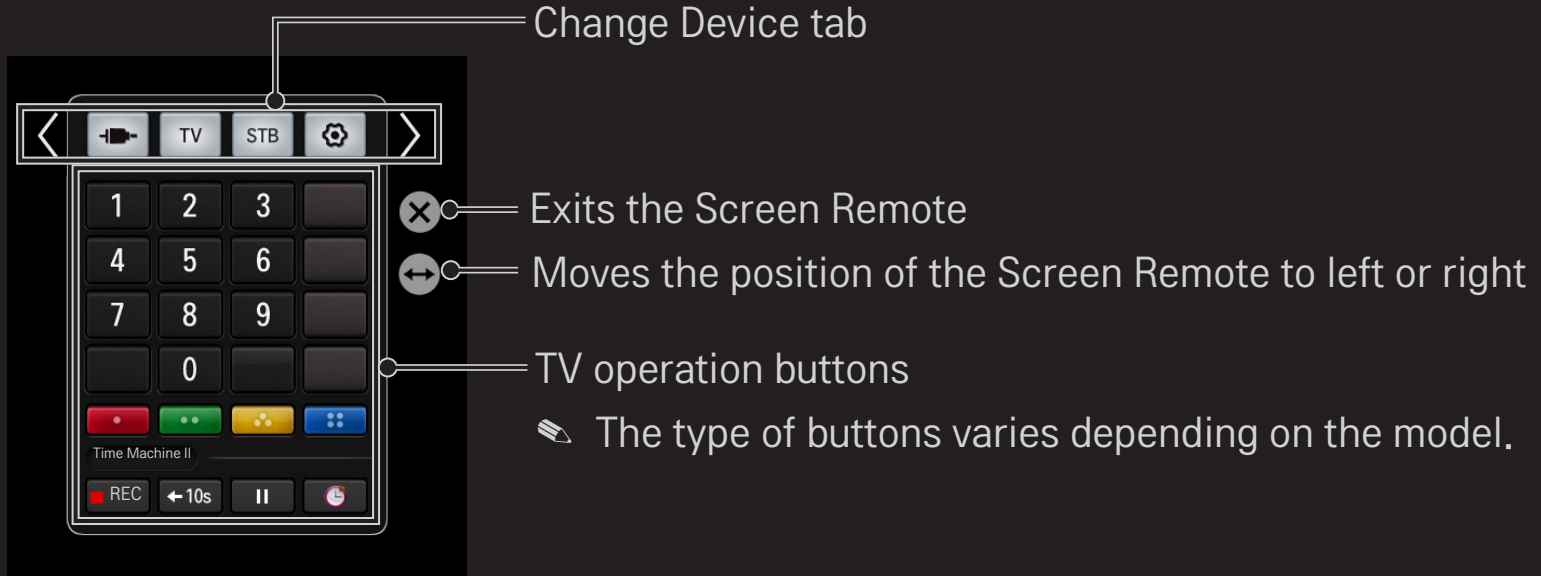 Change Device tab
TV STB
1 2 3
Exits the Screen Remote
4 5 6
Moves the position of the Screen Remote to left or right
7 8 9
0
TV operation buttons
The type of buttons varies depending on the model.
Time Machine II
REC 10s